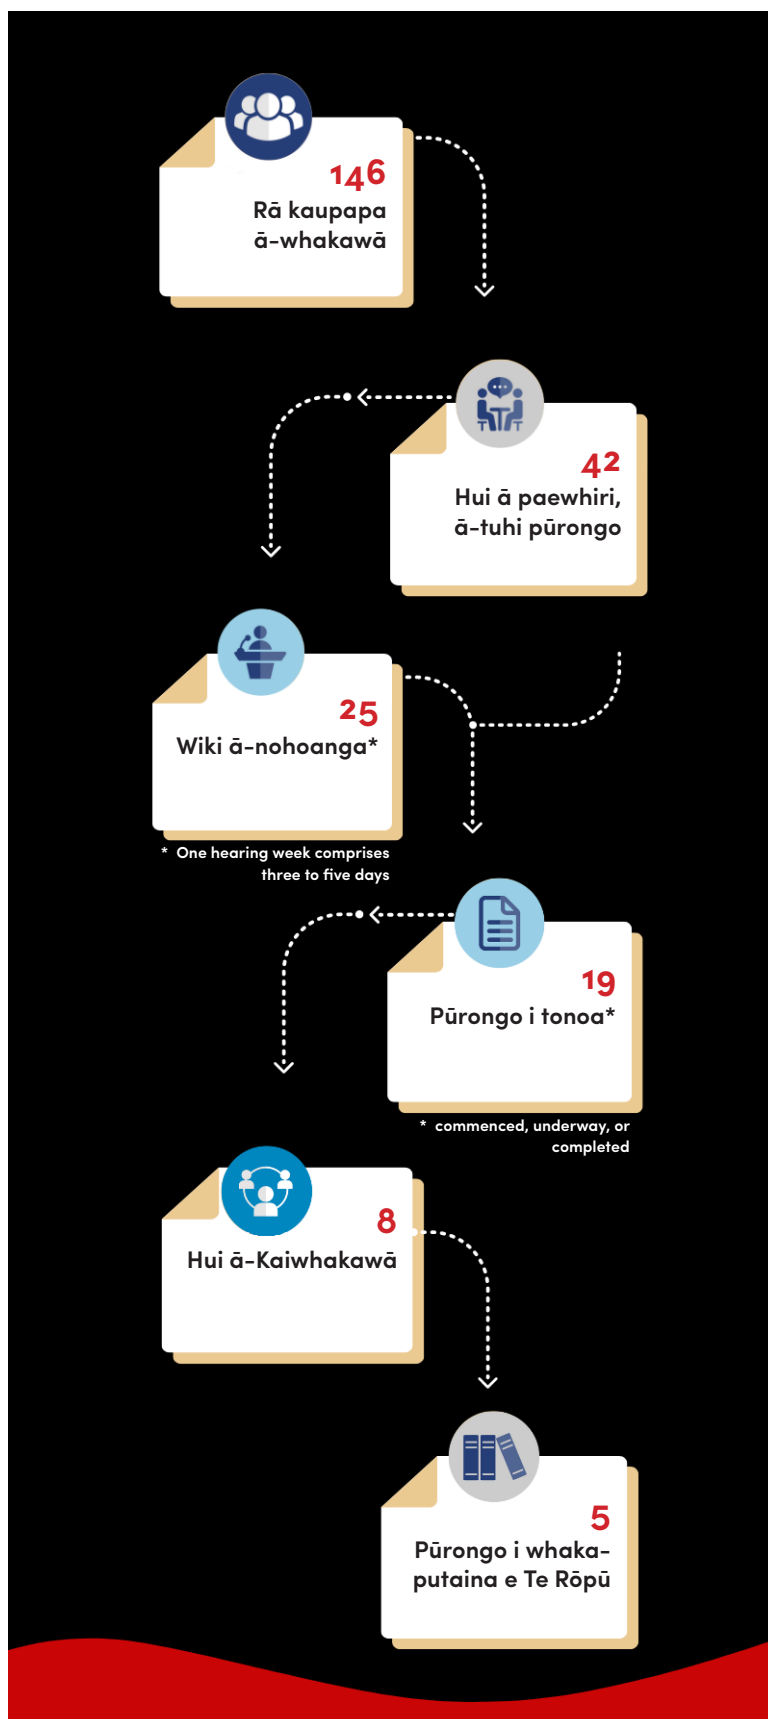 146
Rā kaupapa
ā-whakawā
42
Hui ā paewhiri,
ā-tuhi pūrongo
25
Wiki ā-nohoanga*
* One hearing week comprises
three to five days
19
Pūrongo i tonoa*
* commenced, underway, or
completed
8
Hui ā-Kaiwhakawā
5
Pūrongo i whaka-
putaina e Te Rōpū